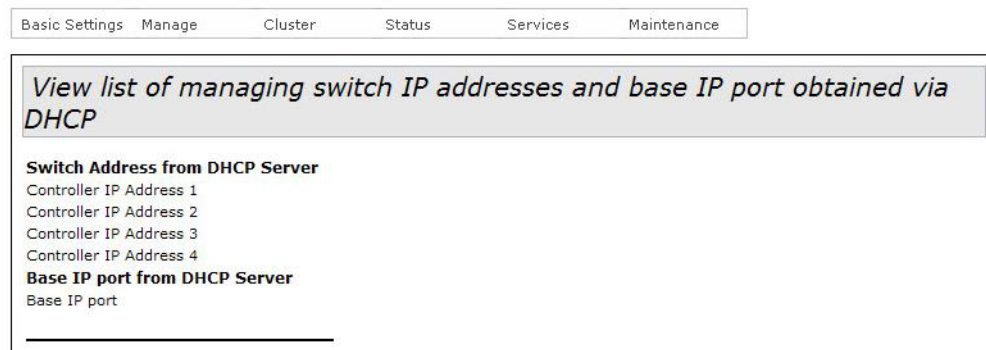 Basic Settings Manage Cluster Status Services Maintenance
View list of managing switch IP addresses and base IP port obtained via
DHCP
Switch Address from DHCP Server
Controller IP Address 1
Controller IP Address 2
Controller IP Address 3
Controller IP Address 4
Base IP port from DHCP Server
Base IP port